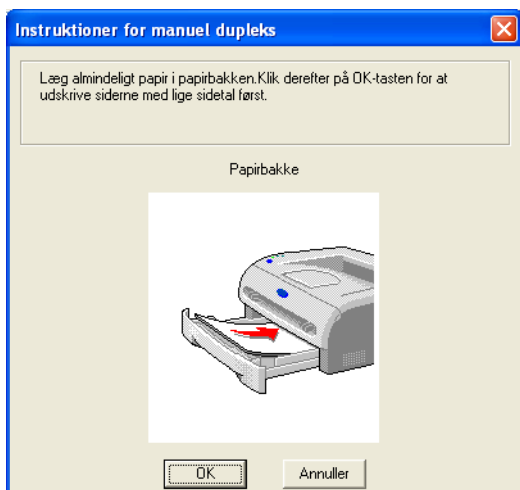 Instruktioner for manuel dupleks
Læg almindeligt papir i papirbakken.Klik derefter på OK-tasten for at
udskrive siderne med lige sidetal først.
Papirbakke
OK
Annuller